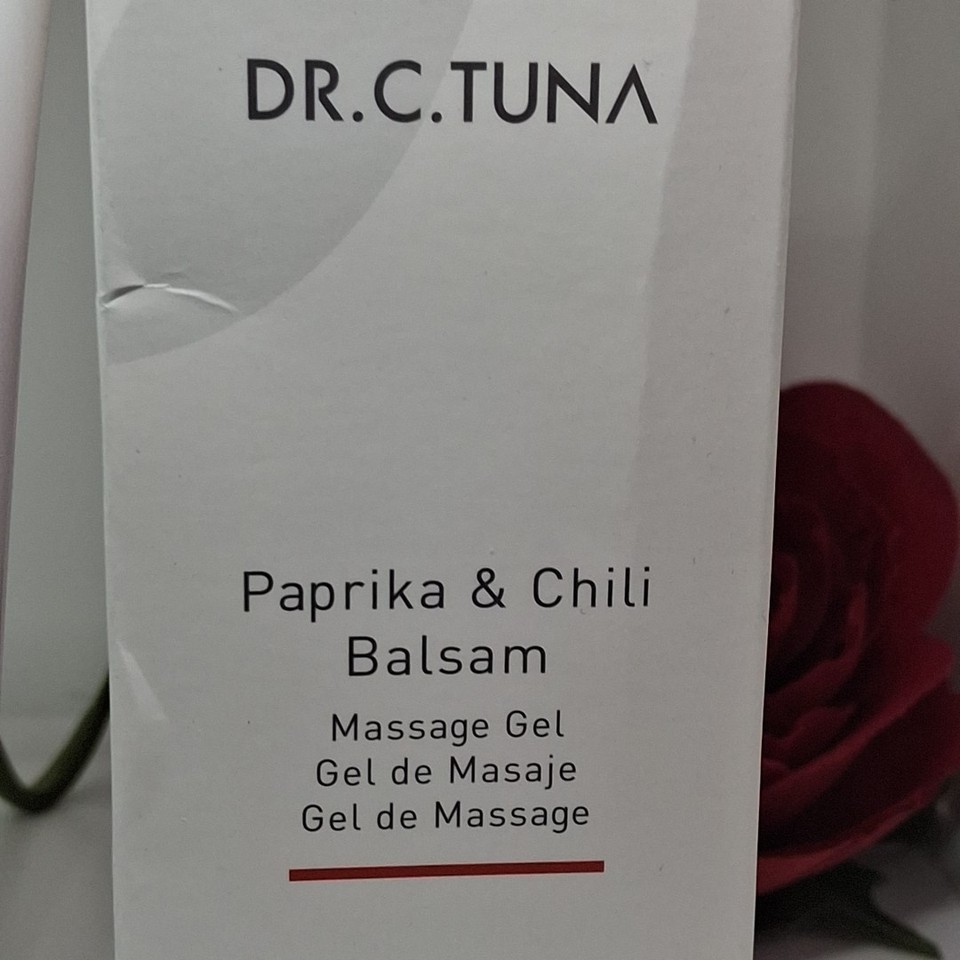 DR.C.TUNA
Paprika & Chili
Balsam
Massage Gel
Gel de Masaje
Gel de Massage